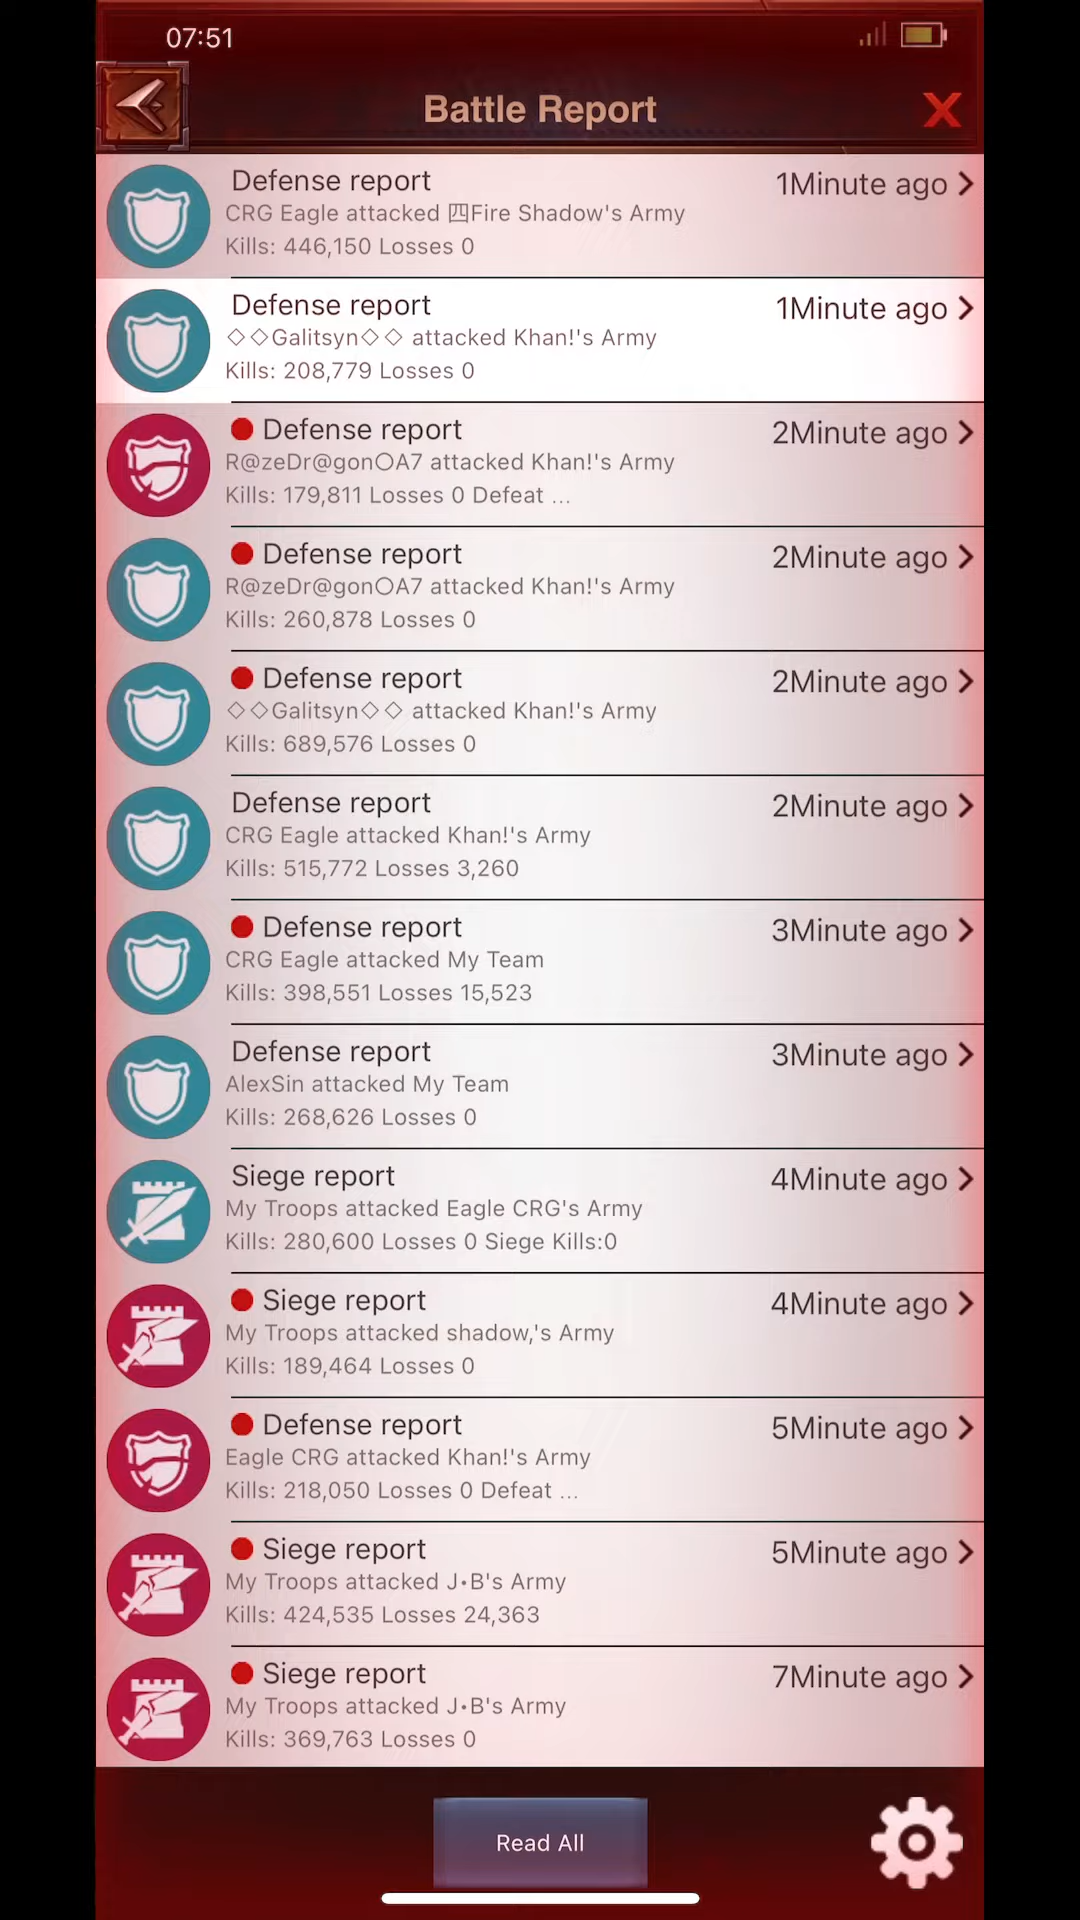 07:51
Battle Report
Defense report
1Minute ago
CRG Eagle attacked 四Fire Shadow's Army
Kills: 446,150 Losses 0
Defense report
1Minute ago
◇◇Galitsyn◇◇ attacked Khan!'s Army
Kills: 208,779 Losses 0
Defense report
2Minute ago
R@zeDr@gon〇A7 attacked Khan!'s Army
Kills: 179,811 Losses 0 Defeat ...
Defense report
2Minute ago
R@zeDr@gon〇A7 attacked Khan!'s Army
Kills: 260,878 Losses 0
Defense report
2Minute ago
◇◇Galitsyn◇◇ attacked Khan!'s Army
Kills: 689,576 Losses 0
Defense report
2Minute ago
CRG Eagle attacked Khan!'s Army
Kills: 515,772 Losses 3,260
Defense report
3Minute ago
CRG Eagle attacked My Team
Kills: 398,551 Losses 15,523
Defense report
3Minute ago
AlexSin attacked My Team
Kills: 268,626 Losses 0
Siege report
4Minute ago
My Troops attacked Eagle CRG's Army
Kills: 280,600 Losses 0 Siege Kills:0
Siege report
4Minute ago
My Troops attacked shadow,'s Army
Kills: 189,464 Losses 0
Defense report
5Minute ago
Eagle CRG attacked Khan!'s Army
Kills: 218,050 Losses 0 Defeat ...
Siege report
5Minute ago
My Troops attacked J•B's Army
Kills: 424,535 Losses 24,363
Siege report
7Minute ago
My Troops attacked J•B's Army
Kills: 369,763 Losses 0
Read All